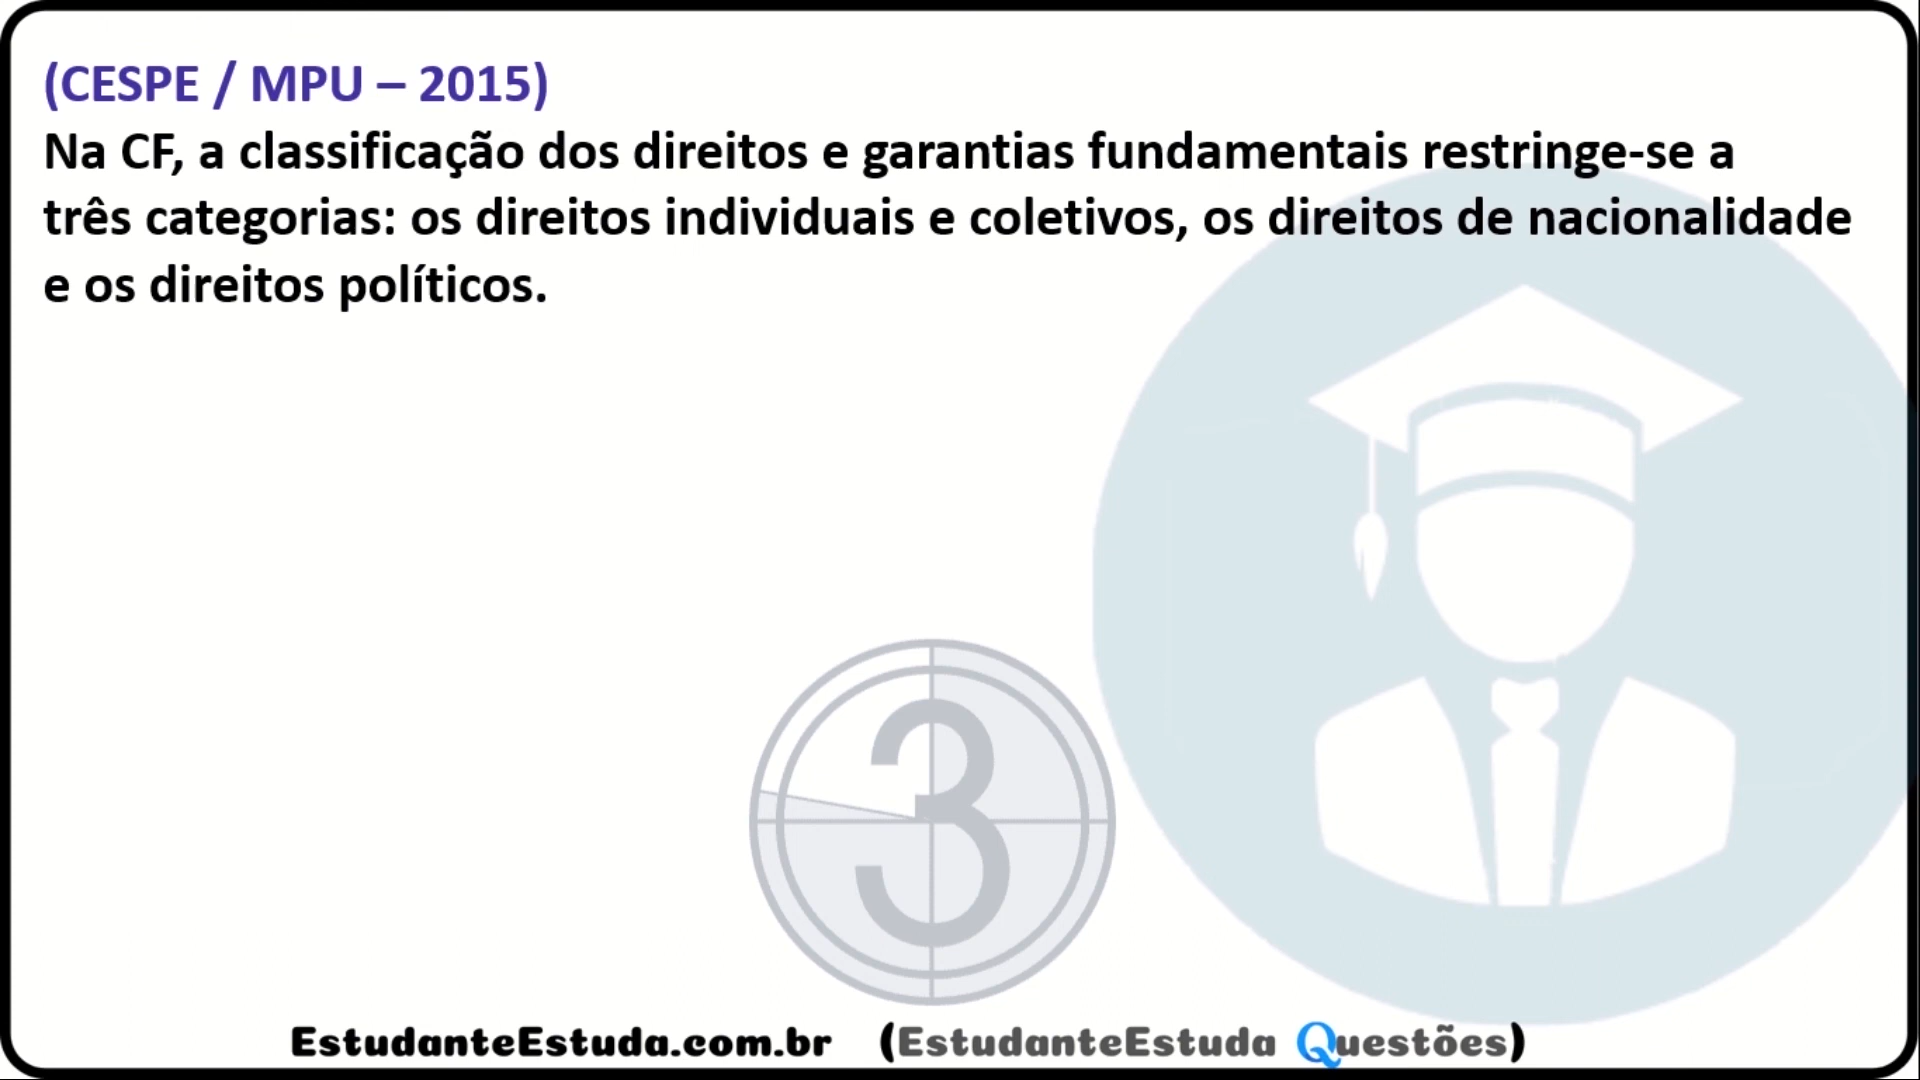 (CESPE / MPU – 2015)
Na CF, a classificação dos direitos e garantias fundamentais restringe-se a
três categorias: os direitos individuais e coletivos, os direitos de nacionalidade
e os direitos políticos.
3
EstudanteEstuda.com.br (EstudanteEstuda Questões)